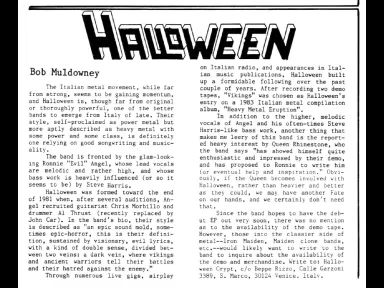 HALLOWEEN
Bob Muldowney
The Italian metal movement, while far
from strong, seems to be gaining momentum,
and Halloween is, though far from original
or thoroughly powerful, one of the better
bands to emerge from Italy of late. Their
style, self-proclaimed as power metal but
more aptly described as heavy metal with
some power and some class, is definitely
one relying on good songwriting and music-
ality.
The band is fronted by the glam-look-
ing Ronnie "Evil" Angel, whose lead vocals
are melodic and rather high, and whose
bass work is heavily influenced (or so it
seems to be) by Steve Harris.
Halloween was formed toward the end
of 1981 when, after several auditions, An-
gel recruited guitarist Chris Morbillo and
drummer Al Thrust (recently replaced by
John Car). In the band's bio, their style
is described as "an epic sound mold, some-
times epic-horror, this is their defini-
tion, sustained by visionary, evil lyrics,
with a kind of double sense, divided bet-
ween two veins: a dark vein, where vikings
and ancient warriors tell their battles
and their hatred against the enemy."
Through numerous live gigs, airplay
on Italian radio, and appearances in Ital-
ian music publications, Halloween built
up a formidable following over the past
couple of years. After recording two demo
tapes, "Vikings" was chosen as Halloween's
entry on a 1983 Italian metal compilation
album, "Heavy Metal Eruption".
In addition to the higher, melodic
vocals of Angel and his often-times Steve
Harris-like bass work, another thing that
makes me leery of this band is the report-
ed heavy interest by Queen Rhinestone, who
the band says "has showed himself quite
enthusiastic and impressed by their demo,
and has proposed to Ronnie to write him
for eventual help and inspiration." Obvi-
ously, if the Queen becomes involved with
Halloween, rather than heavier and better
as they could, we may have another Fate
on our hands, and we certainly don't need
that.
Since the band hopes to have the deb-
ut EP out very soon, there was no mention
as to the availability of the demo tape.
However, those into the classier side of
metal--Iron Maiden, Maiden clone bands,
etc.--would likely want to write to the
band to inquire about the availability of
the demo and merchandise. Write to: Hallo-
ween Crypt, c/o Beppe Rizzo, Calle Garzoni
3389, S. Marco, 30124 Venice, Italy.